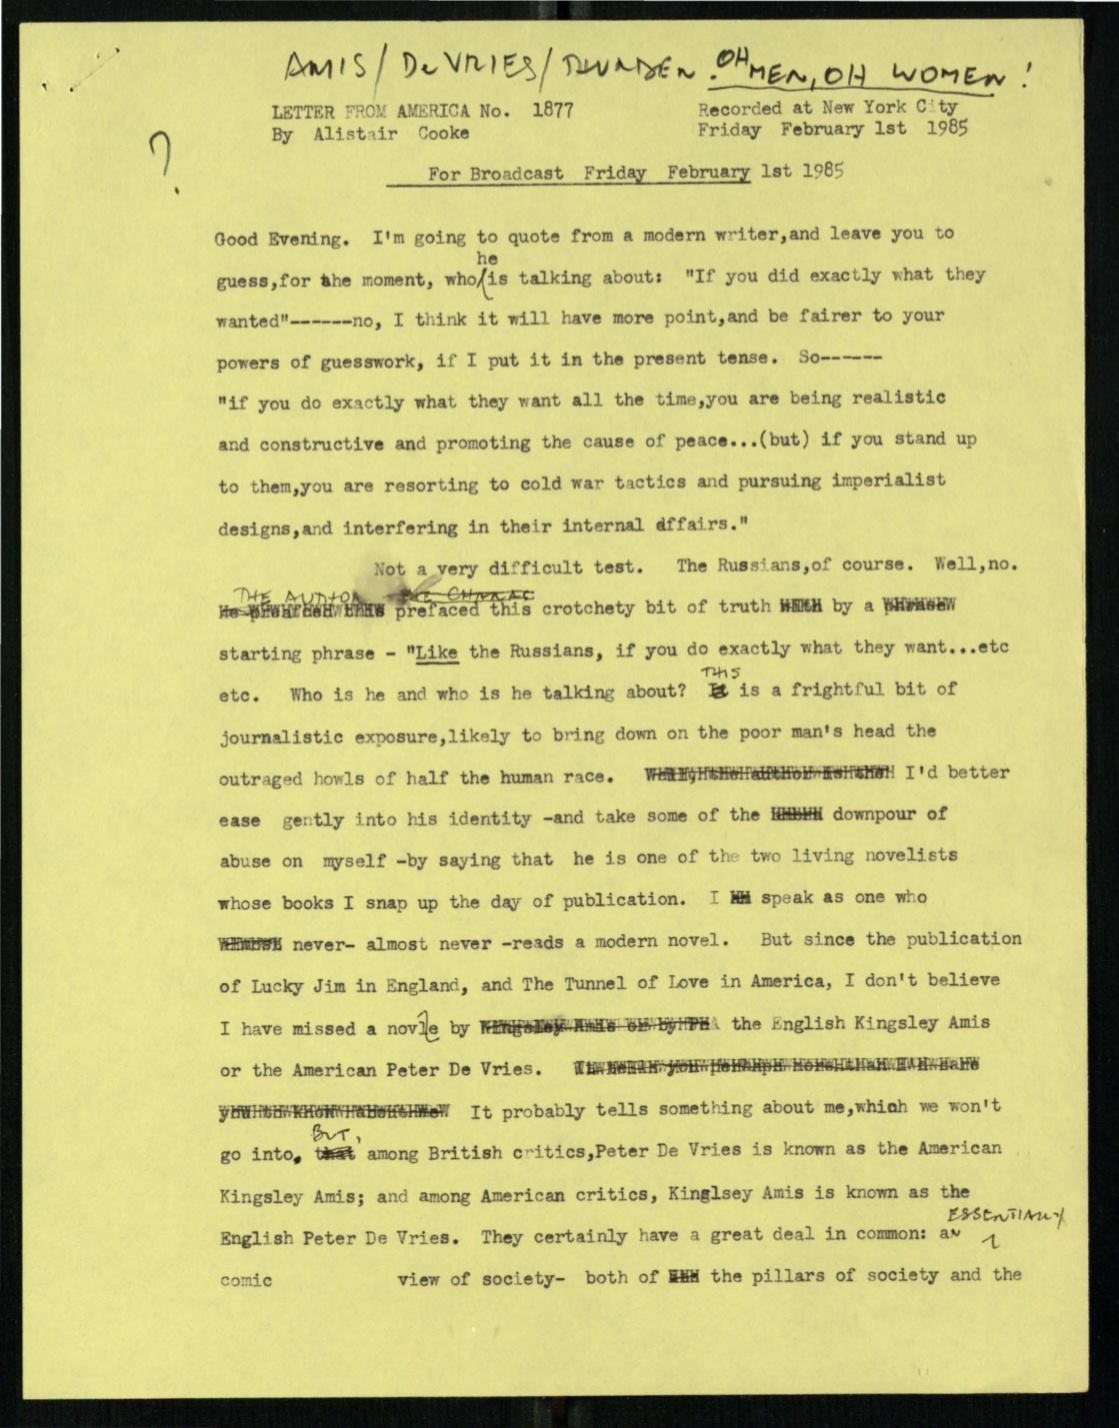 AMIS/DeVRIES/THURBER. OH MEN, OH WOMEN!
LETTER FROM AMERICA No. 1877 Recorded at New York City
By Alistair Cooke Friday February 1st 1985
?
For Broadcast Friday February 1st 1985
Good Evening. I'm going to quote from a modern writer,and leave you to
he
guess,for the moment, who is talking about: "If you did exactly what they
wanted"------no, I think it will have more point,and be fairer to your
powers of guesswork, if I put it in the present tense. So------
"if you do exactly what they want all the time,you are being realistic
and constructive and promoting the cause of peace...(but) if you stand up
to them,you are resorting to cold war tactics and pursuing imperialist
designs,and interfering in their internal affairs."
Not a very difficult test. The Russians,of course. Well,no.
THE AUTHOR THE CHARAC
He prefaced this crotchety bit of truth by a
starting phrase - "Like the Russians, if you do exactly what they want...etc
THIS
etc. Who is he and who is he talking about? It is a frightful bit of
journalistic exposure,likely to bring down on the poor man's head the
outraged howls of half the human race. Well, the author is the I'd better
ease gently into his identity -and take some of the downpour of
abuse on myself -by saying that he is one of the two living novelists
whose books I snap up the day of publication. I speak as one who
never- almost never -reads a modern novel. But since the publication
of Lucky Jim in England, and The Tunnel of Love in America, I don't believe
I have missed a novle by Kingsley Amis or by the English Kingsley Amis
or the American Peter De Vries.
It probably tells something about me,which we won't
BUT,
go into. that among British critics,Peter De Vries is known as the American
Kingsley Amis; and among American critics, Kinglsey Amis is known as the
ESSENTIALLY
English Peter De Vries. They certainly have a great deal in common: an
comic view of society- both of the pillars of society and the